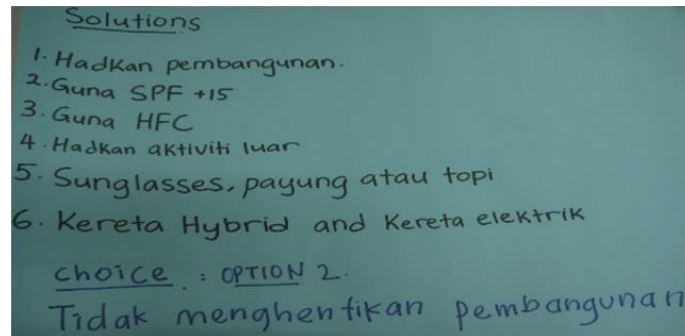 Solutions
1. Hadkan pembangunan.
2. Guna SPF +15
3. Guna HFC
4. Hadkan aktiviti luar
5. Sunglasses, payung atau topi
6. Kereta Hybrid and Kereta elektrik
choice : OPTION 2.
Tidak menghentikan pembangunan